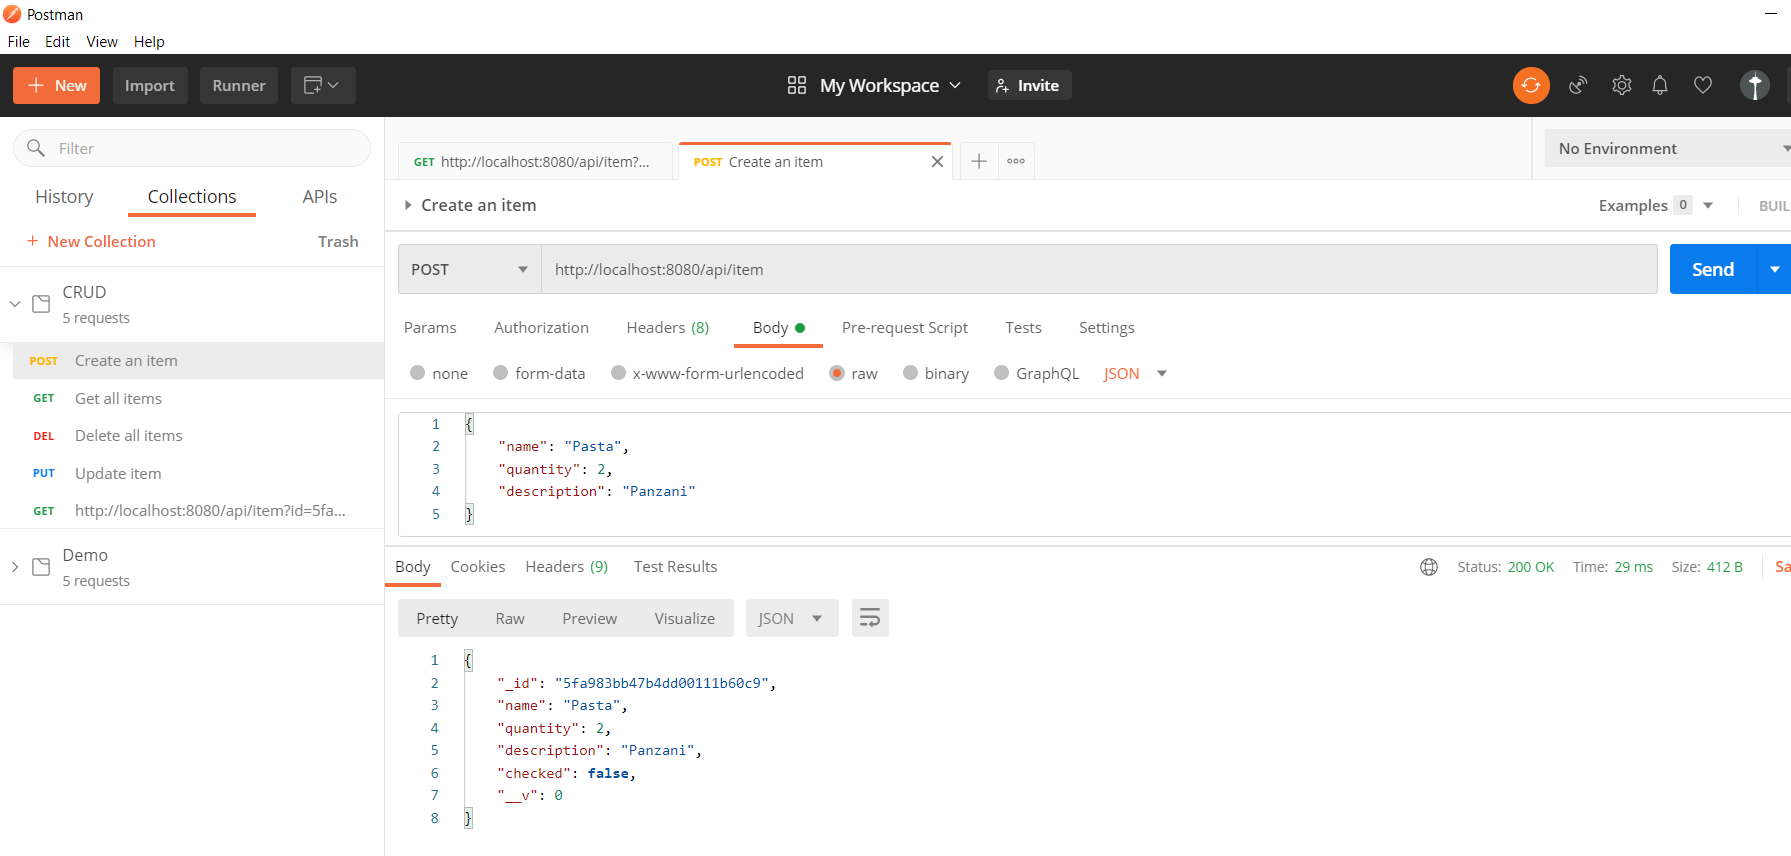 Postman
File Edit View Help
+ New Import Runner My Workspace Invite
Filter
History Collections APIs
+ New Collection Trash
CRUD
5 requests
POST Create an item
GET Get all items
DEL Delete all items
PUT Update item
GET http://localhost:8080/api/item?id=5fa...
Demo
5 requests
GET http://localhost:8080/api/item?... POST Create an item No Environment
Create an item Examples 0 BUIL
POST http://localhost:8080/api/item Send
Params Authorization Headers (8) Body Pre-request Script Tests Settings
none form-data x-www-form-urlencoded raw binary GraphQL JSON
1 {
2 "name": "Pasta",
3 "quantity": 2,
4 "description": "Panzani"
5 }
Body Cookies Headers (9) Test Results Status: 200 OK Time: 29 ms Size: 412 B Sa
Pretty Raw Preview Visualize JSON
1 {
2 "_id": "5fa983bb47b4dd00111b60c9",
3 "name": "Pasta",
4 "quantity": 2,
5 "description": "Panzani",
6 "checked": false,
7 "__v": 0
8 }